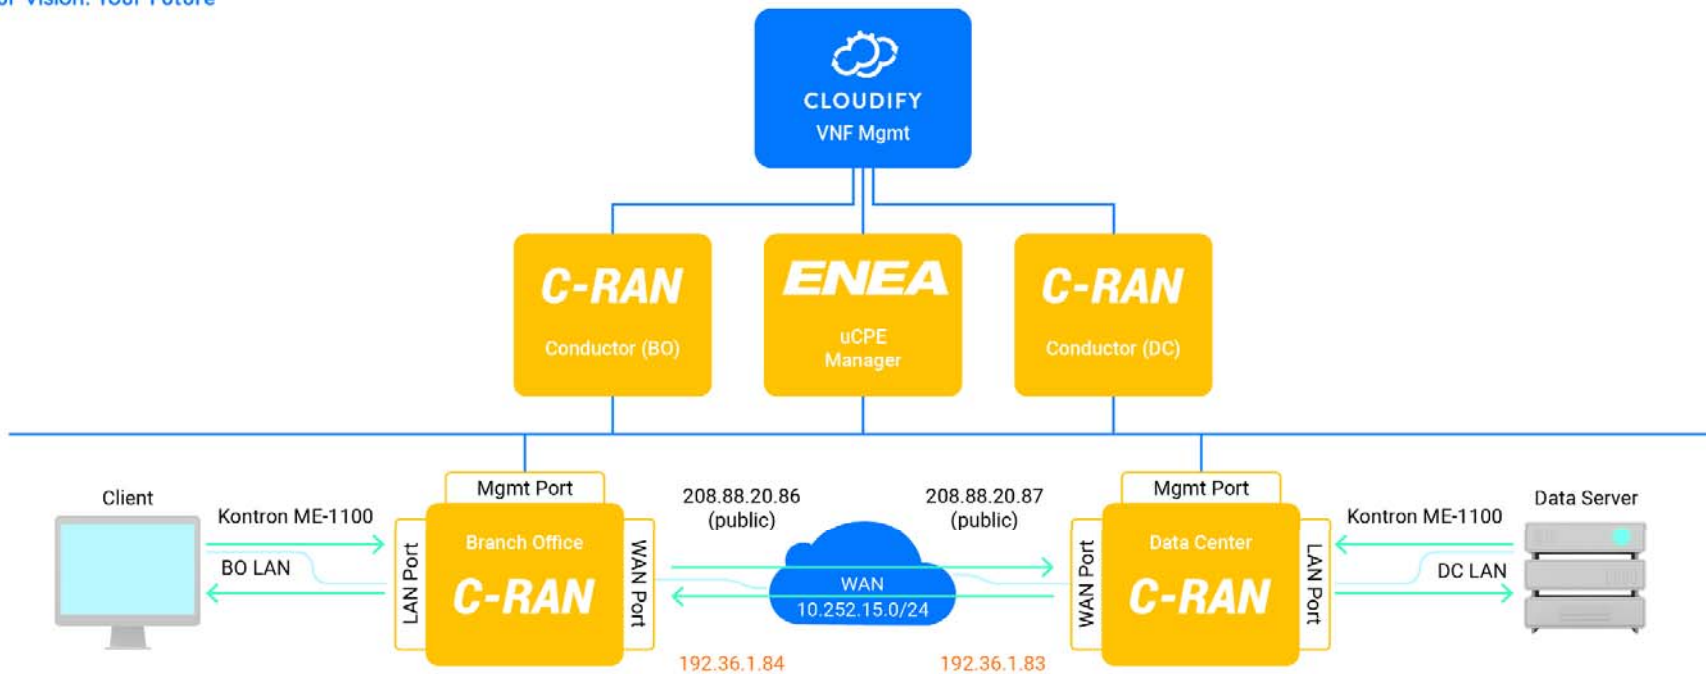 Vision. Your Future
CLOUDIFY
VNF Mgmt
C-RAN
Conductor (BO)
ENEA
uCPE
Manager
C-RAN
Conductor (DC)
Client
Kontron ME-1100
BO LAN
LAN Port
Mgmt Port
Branch Office
C-RAN
WAN Port
208.88.20.86
(public)
192.36.1.84
WAN
10.252.15.0/24
208.88.20.87
(public)
192.36.1.83
WAN Port
Mgmt Port
Data Center
C-RAN
LAN Port
Kontron ME-1100
DC LAN
Data Server